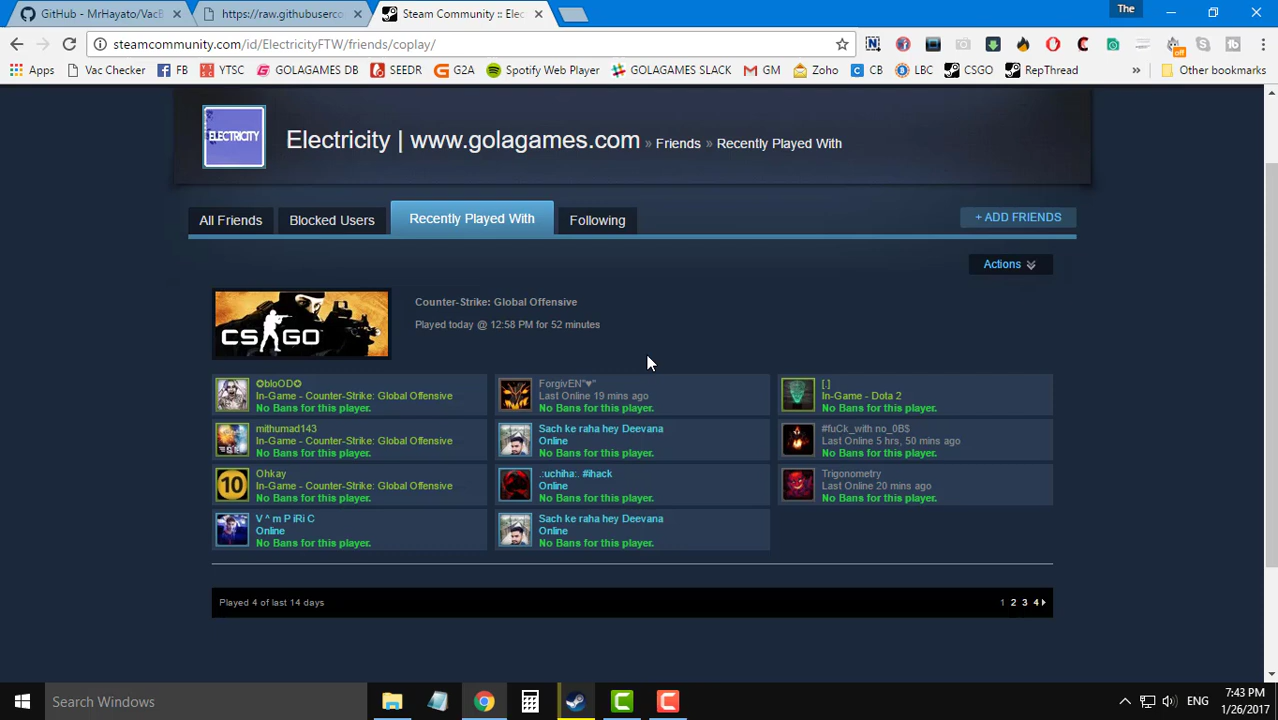 GitHub - MrHayato/VacB
https://raw.githubuserco
Steam Community :: Elec
The
steamcommunity.com/id/ElectricityFTW/friends/coplay/
off
Apps
Vac Checker
FB
YTSC
GOLAGAMES DB
SEEDR
G2A
Spotify Web Player
GOLAGAMES SLACK
GM
Zoho
CB
LBC
CSGO
RepThread
»
Other bookmarks
ELECTRICITY
Electricity | www.golagames.com » Friends » Recently Played With
All Friends
Blocked Users
Recently Played With
Following
+ ADD FRIENDS
Actions
CS GO
Counter-Strike: Global Offensive
Played today @ 12:58 PM for 52 minutes
✪bloOD✪
In-Game - Counter-Strike: Global Offensive
No Bans for this player.
ForgivEN"♥"
Last Online 19 mins ago
No Bans for this player.
[.]
In-Game - Dota 2
No Bans for this player.
mithumad143
In-Game - Counter-Strike: Global Offensive
No Bans for this player.
Sach ke raha hey Deevana
Online
No Bans for this player.
#fuCk_with no_0B$
Last Online 5 hrs, 50 mins ago
No Bans for this player.
10
Ohkay
In-Game - Counter-Strike: Global Offensive
No Bans for this player.
.:uchiha:. #ihack
Online
No Bans for this player.
Trigonometry
Last Online 20 mins ago
No Bans for this player.
V ^ m P iRi C
Online
No Bans for this player.
Sach ke raha hey Deevana
Online
No Bans for this player.
Played 4 of last 14 days
1 2 3 4
Search Windows
ENG
7:43 PM
1/26/2017